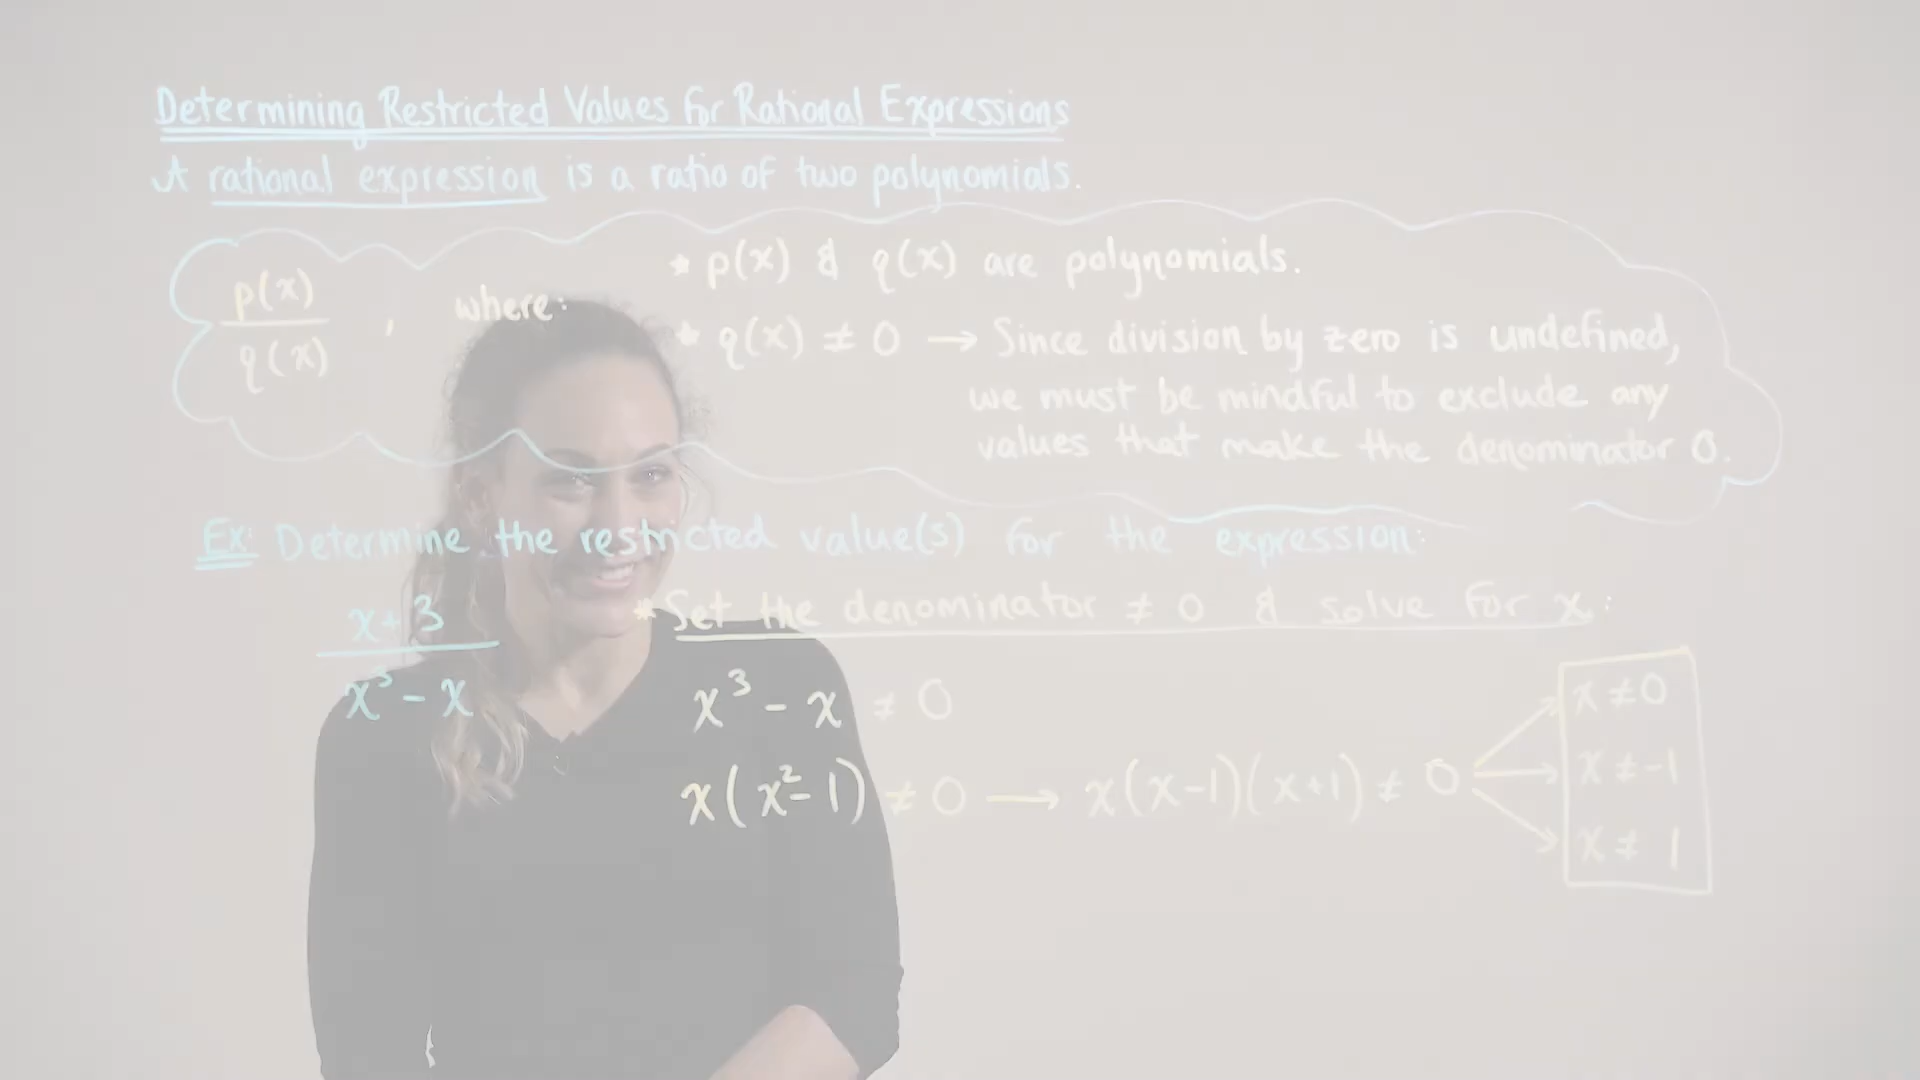 Determining Restricted Values for Rational Expressions
A rational expression is a ratio of two polynomials.
p(x)/q(x) , where:
* p(x) & q(x) are polynomials.
* q(x) ≠ 0 → Since division by zero is undefined,
we must be mindful to exclude any
values that make the denominator 0.
Ex: Determine the restricted value(s) for the expression:
x+3/x³-x
*Set the denominator ≠ 0 & solve for x:
x³ - x ≠ 0
x(x²-1) ≠ 0 → x(x-1)(x+1) ≠ 0
x ≠ 0
x ≠ -1
x ≠ 1